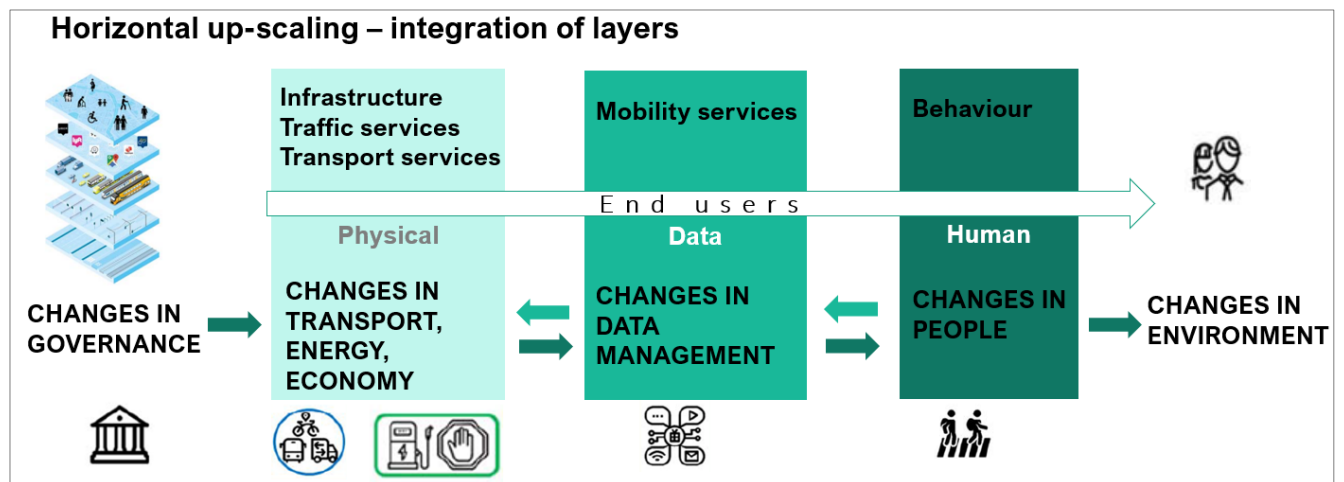 Horizontal up-scaling – integration of layers
Infrastructure
Traffic services
Transport services
Mobility services
Behaviour
End users
Physical
Data
Human
CHANGES IN
GOVERNANCE
CHANGES IN
TRANSPORT,
ENERGY,
ECONOMY
CHANGES IN
DATA
MANAGEMENT
CHANGES IN
PEOPLE
CHANGES IN
ENVIRONMENT